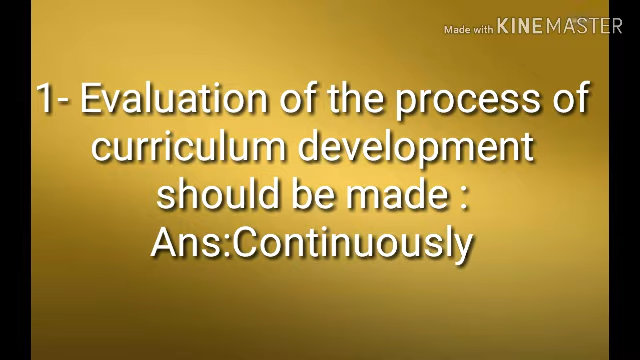 Made with KINEMASTER
1- Evaluation of the process of
curriculum development
should be made :
Ans:Continuously